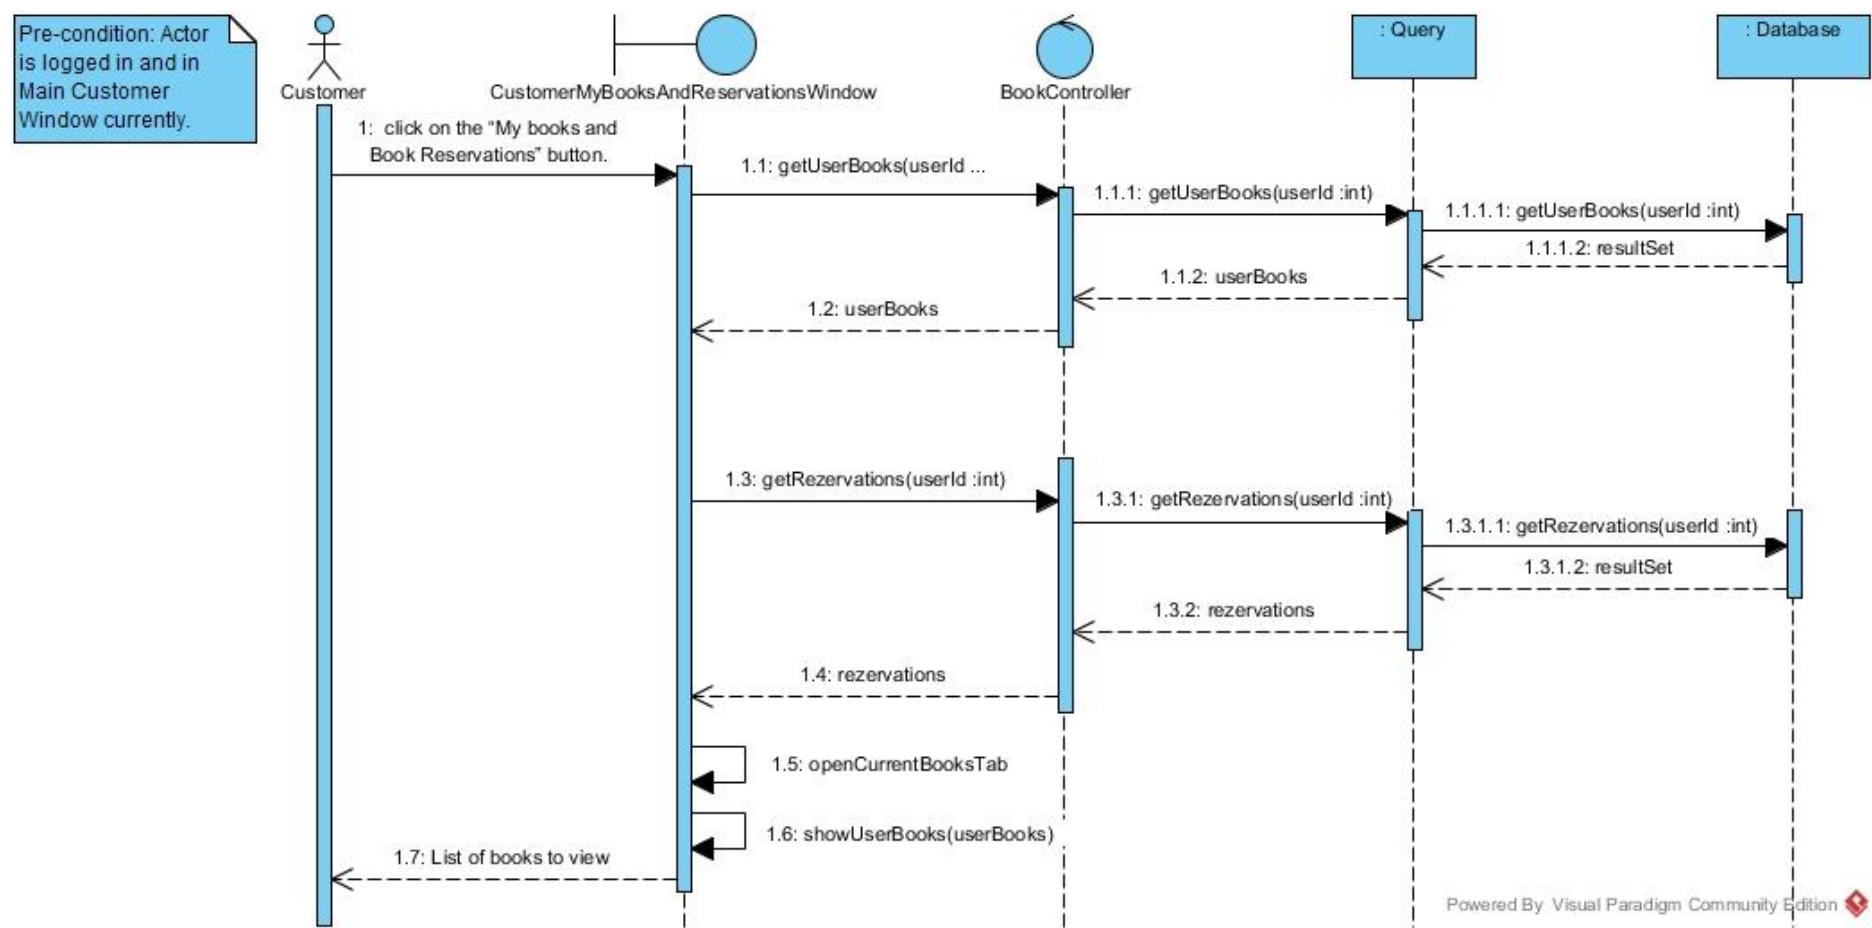 Pre-condition: Actor
is logged in and in
Main Customer
Window currently.
Customer
CustomerMyBooksAndReservationsWindow
BookController
: Query
: Database
1: click on the “My books and
Book Reservations” button.
1.1: getUserBooks(userId ...
1.1.1: getUserBooks(userId :int)
1.1.1.1: getUserBooks(userId :int)
1.1.1.2: resultSet
1.1.2: userBooks
1.2: userBooks
1.3: getRezervations(userId :int)
1.3.1: getRezervations(userId :int)
1.3.1.1: getRezervations(userId :int)
1.3.1.2: resultSet
1.3.2: rezervations
1.4: rezervations
1.5: openCurrentBooksTab
1.6: showUserBooks(userBooks)
1.7: List of books to view
Powered By Visual Paradigm Community Edition